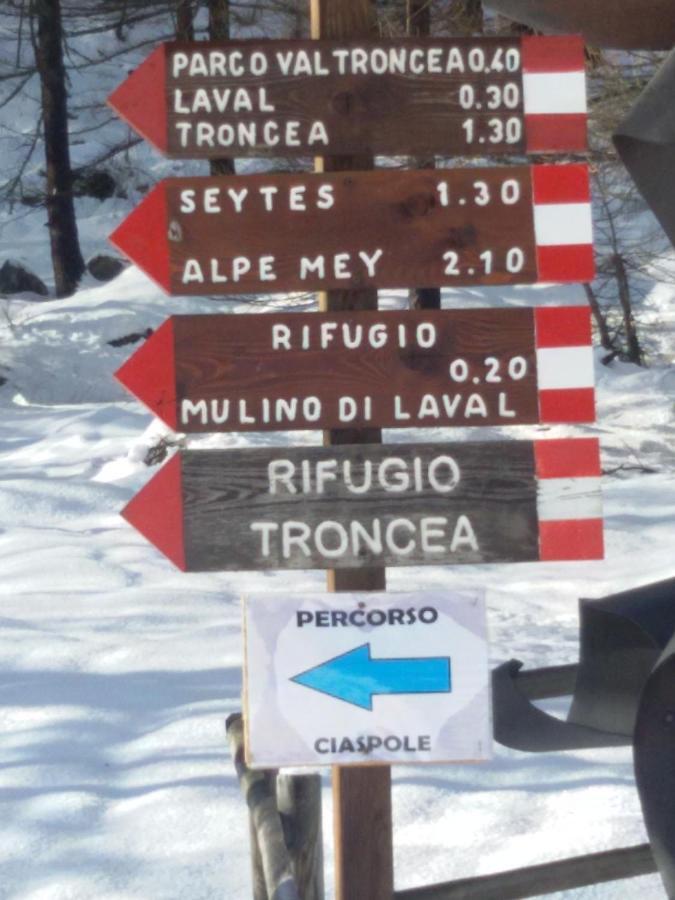 PARCO VAL TRONCEA 0.40
LAVAL 0.30
TRONCEA 1.30
SEYTES 1.30
ALPE MEY 2.10
RIFUGIO
0.20
MULINO DI LAVAL
RIFUGIO
TRONCEA
PERCORSO
CIASPOLE